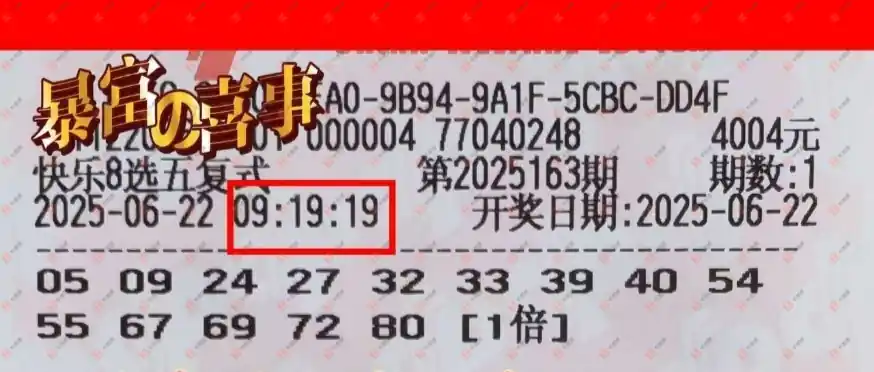 暴富の喜事
A0-9B94-9A1F-5CBC-DD4F
000004 77040248 4004元
快乐8选五复式 第2025163期 期数:1
2025-06-22 09:19:19 开奖日期:2025-06-22
05 09 24 27 32 33 39 40 54
55 67 69 72 80 [1倍]